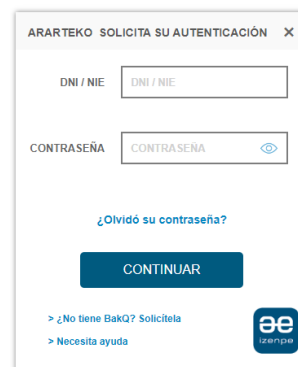 ARARTEKO SOLICITA SU AUTENTICACIÓN ×
DNI / NIE
DNI / NIE
CONTRASEÑA
CONTRASEÑA
¿Olvidó su contraseña?
CONTINUAR
> ¿No tiene BakQ? Solicítela
> Necesita ayuda
izenpe